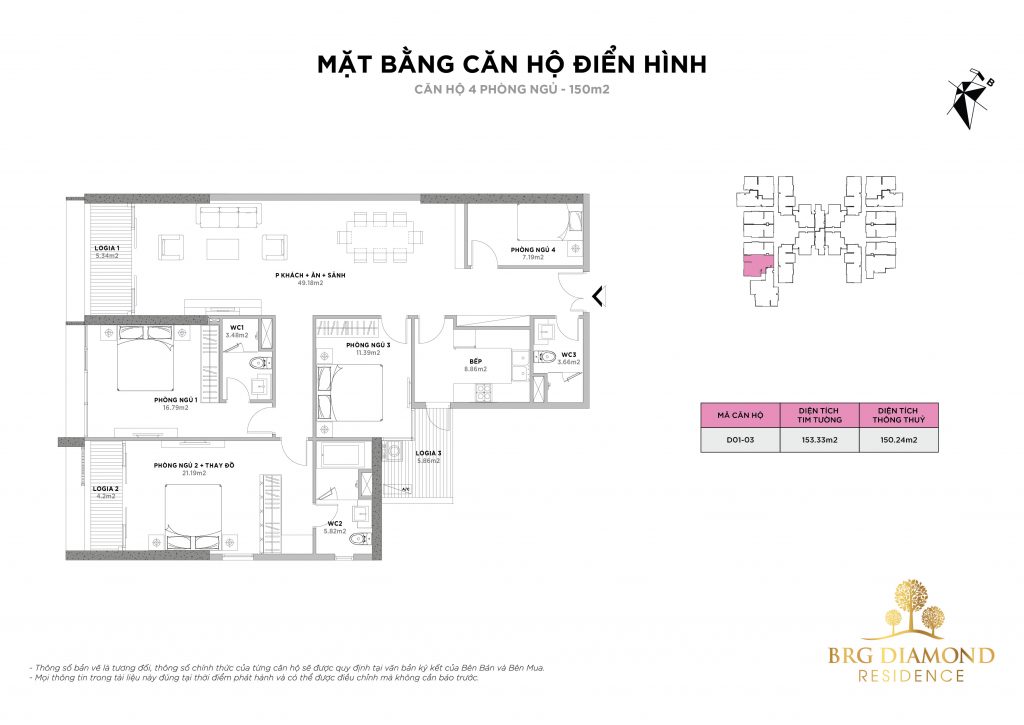 MẶT BẰNG CĂN HỘ ĐIỂN HÌNH
CĂN HỘ 4 PHÒNG NGỦ - 150m2
B
LOGIA 1
5.34m2
P KHÁCH + ĂN + SẢNH
49.18m2
PHÒNG NGỦ 4
7.19m2
WC1
3.48m2
PHÒNG NGỦ 3
11.39m2
BẾP
8.86m2
WC3
3.66m2
PHÒNG NGỦ 1
16.79m2
PHÒNG NGỦ 2 + THAY ĐỒ
21.19m2
LOGIA 3
5.86m2
A/C
LOGIA 2
4.2m2
WC2
5.82m2
MÃ CĂN HỘ
DIỆN TÍCH
TIM TƯỜNG
DIỆN TÍCH
THÔNG THUỶ
D01-03
153.33m2
150.24m2
BRG DIAMOND
RESIDENCE
- Thông số bản vẽ là tương đối, thông số chính thức của từng căn hộ sẽ được quy định tại văn bản ký kết của Bên Bán và Bên Mua.
- Mọi thông tin trong tài liệu này đúng tại thời điểm phát hành và có thể được điều chỉnh mà không cần báo trước.